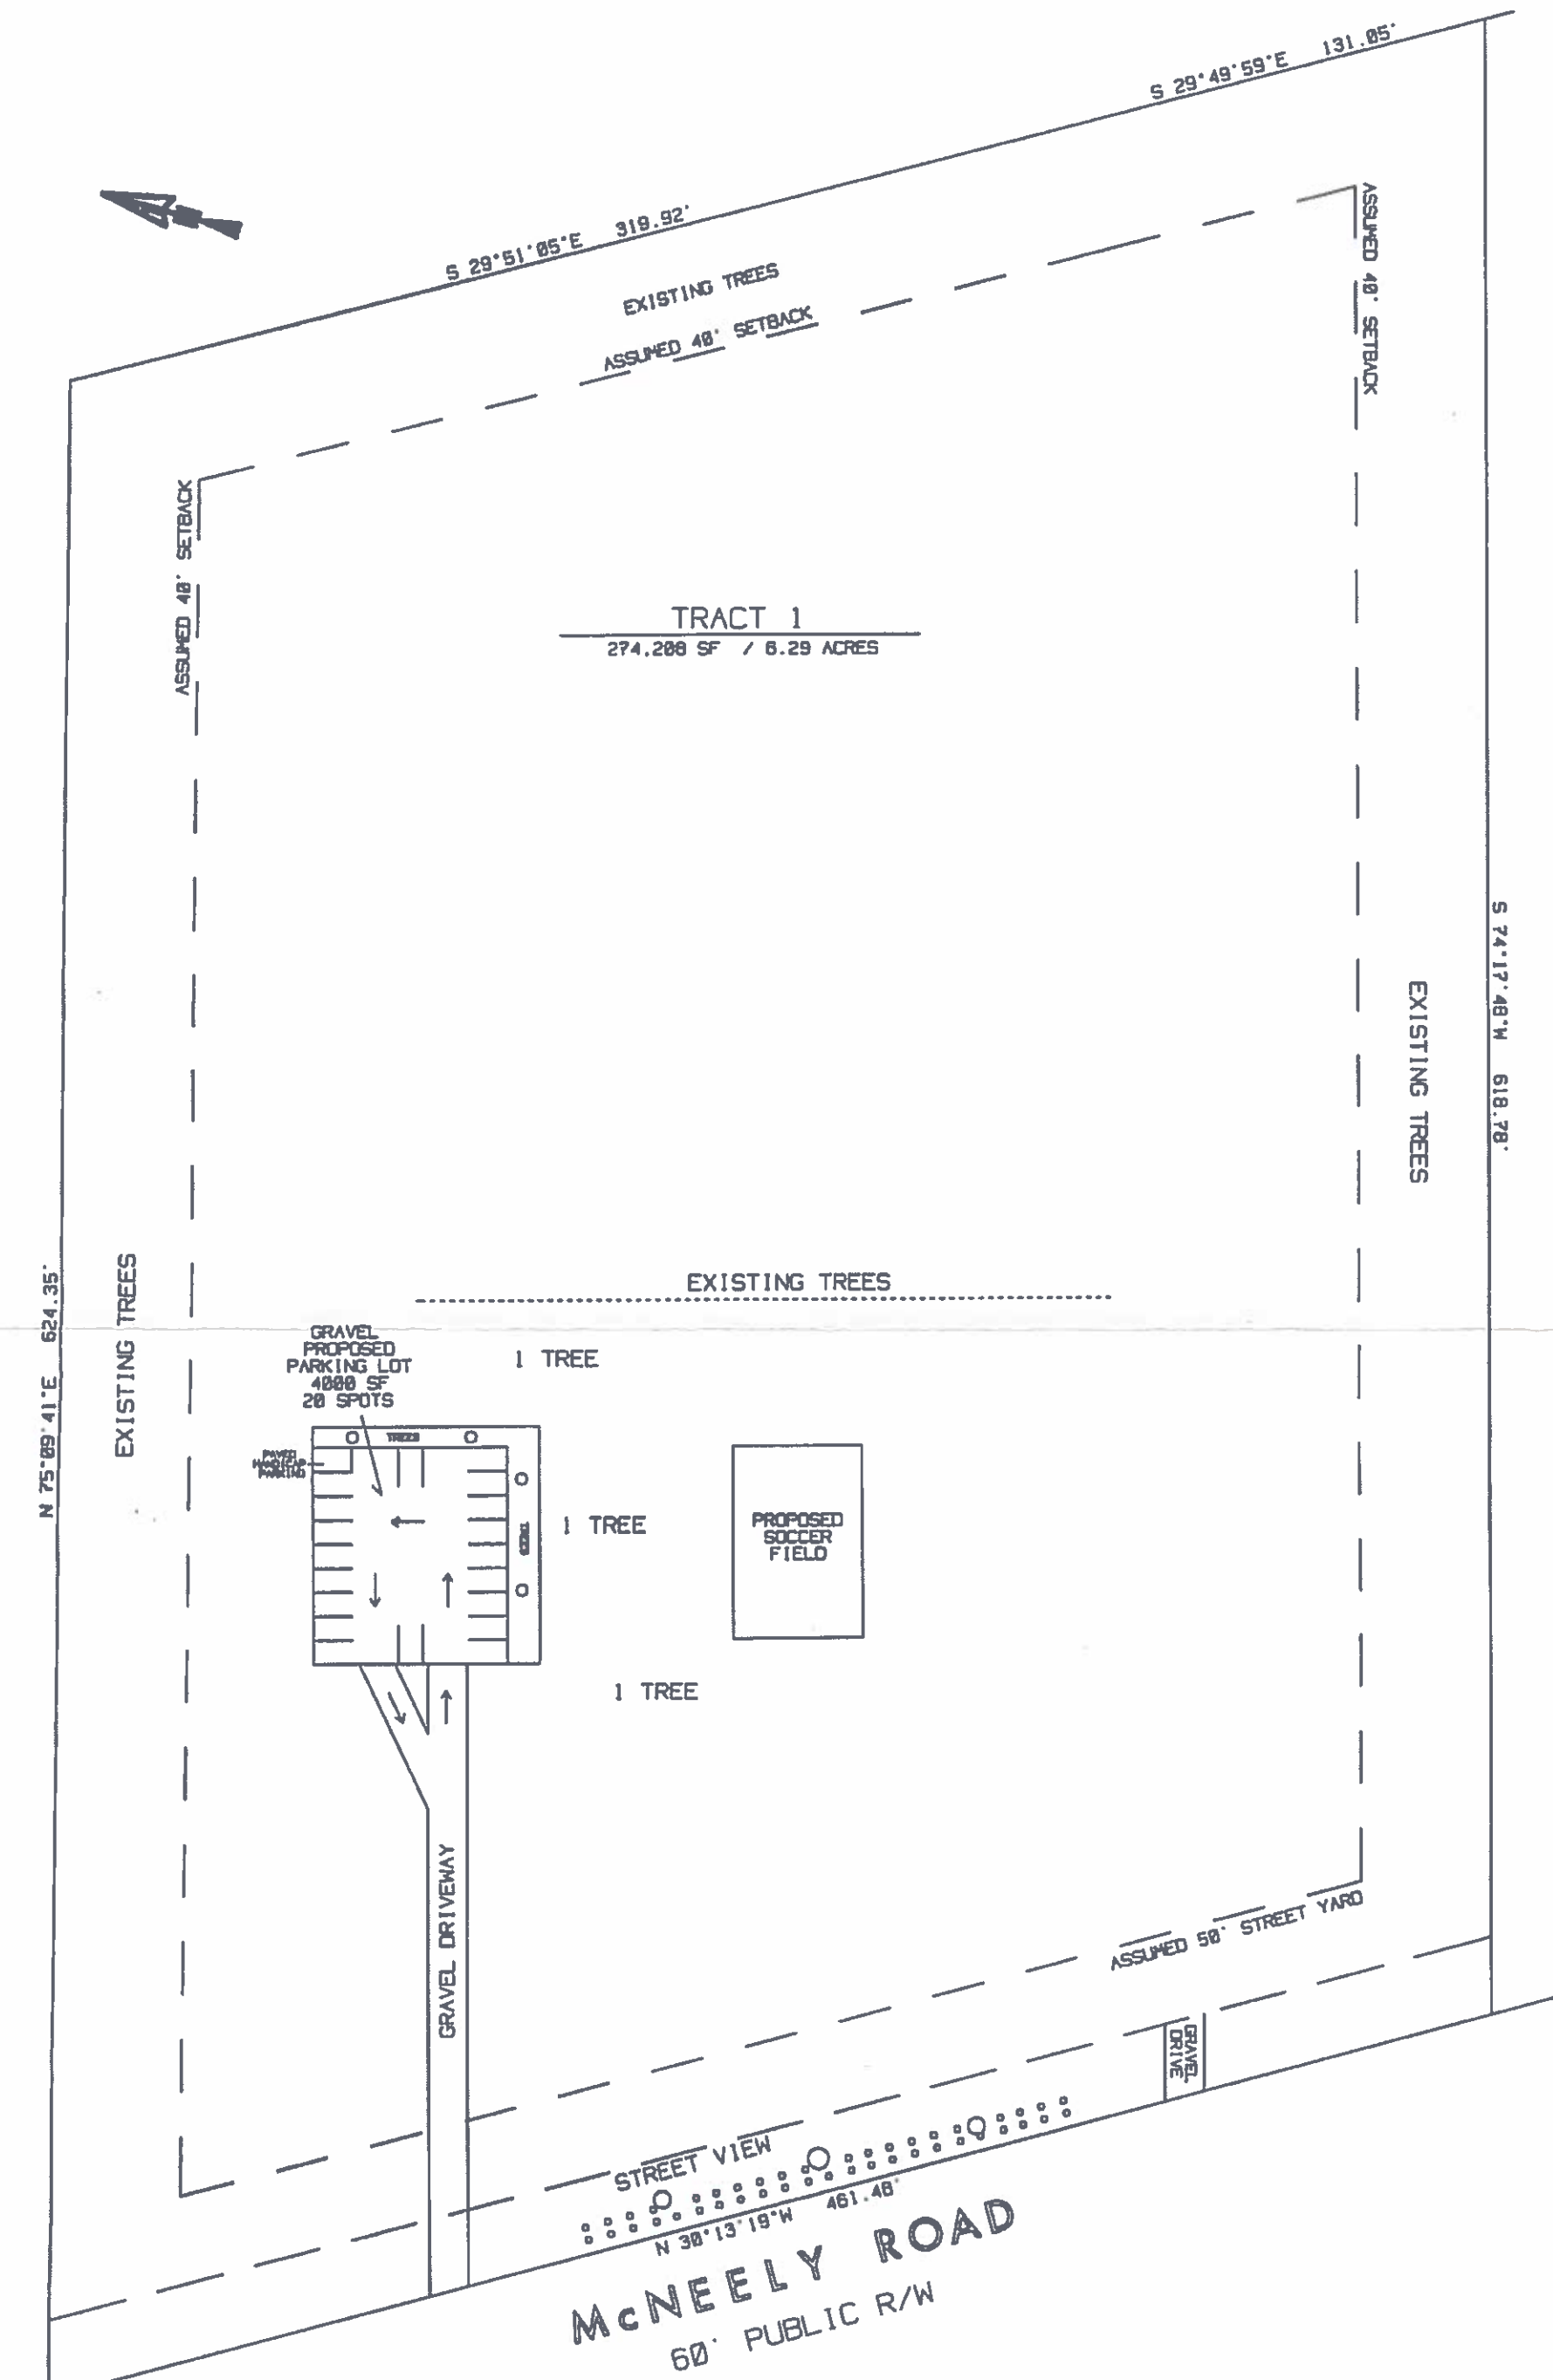 S 29°49'59"E 131.05'
S 29°51'05"E 319.92'
EXISTING TREES
ASSUMED 40' SETBACK
ASSUMED 40' SETBACK
ASSUMED 40' SETBACK
TRACT 1
274,208 SF / 6.29 ACRES
S 74°17'48"W 618.78'
EXISTING TREES
N 75°09'41"E 624.35'
EXISTING TREES
EXISTING TREES
GRAVEL
PROPOSED
PARKING LOT
4000 SF
20 SPOTS
1 TREE
TREES
PAVED
HANDICAP
PARKING
TREES
1 TREE
PROPOSED
SOCCER
FIELD
1 TREE
GRAVEL DRIVEWAY
ASSUMED 50' STREET YARD
GRAVEL
DRIVE
STREET VIEW
N 30°13'19"W 461.48'
McNEELY ROAD
60' PUBLIC R/W